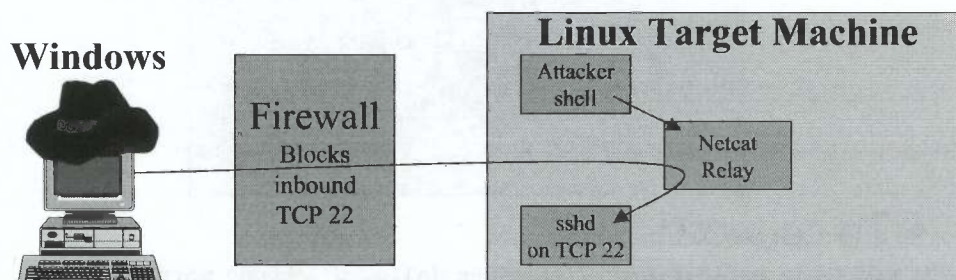 Windows
Firewall
Blocks
inbound
TCP 22
Linux Target Machine
Attacker
shell
Netcat
Relay
sshd
on TCP 22